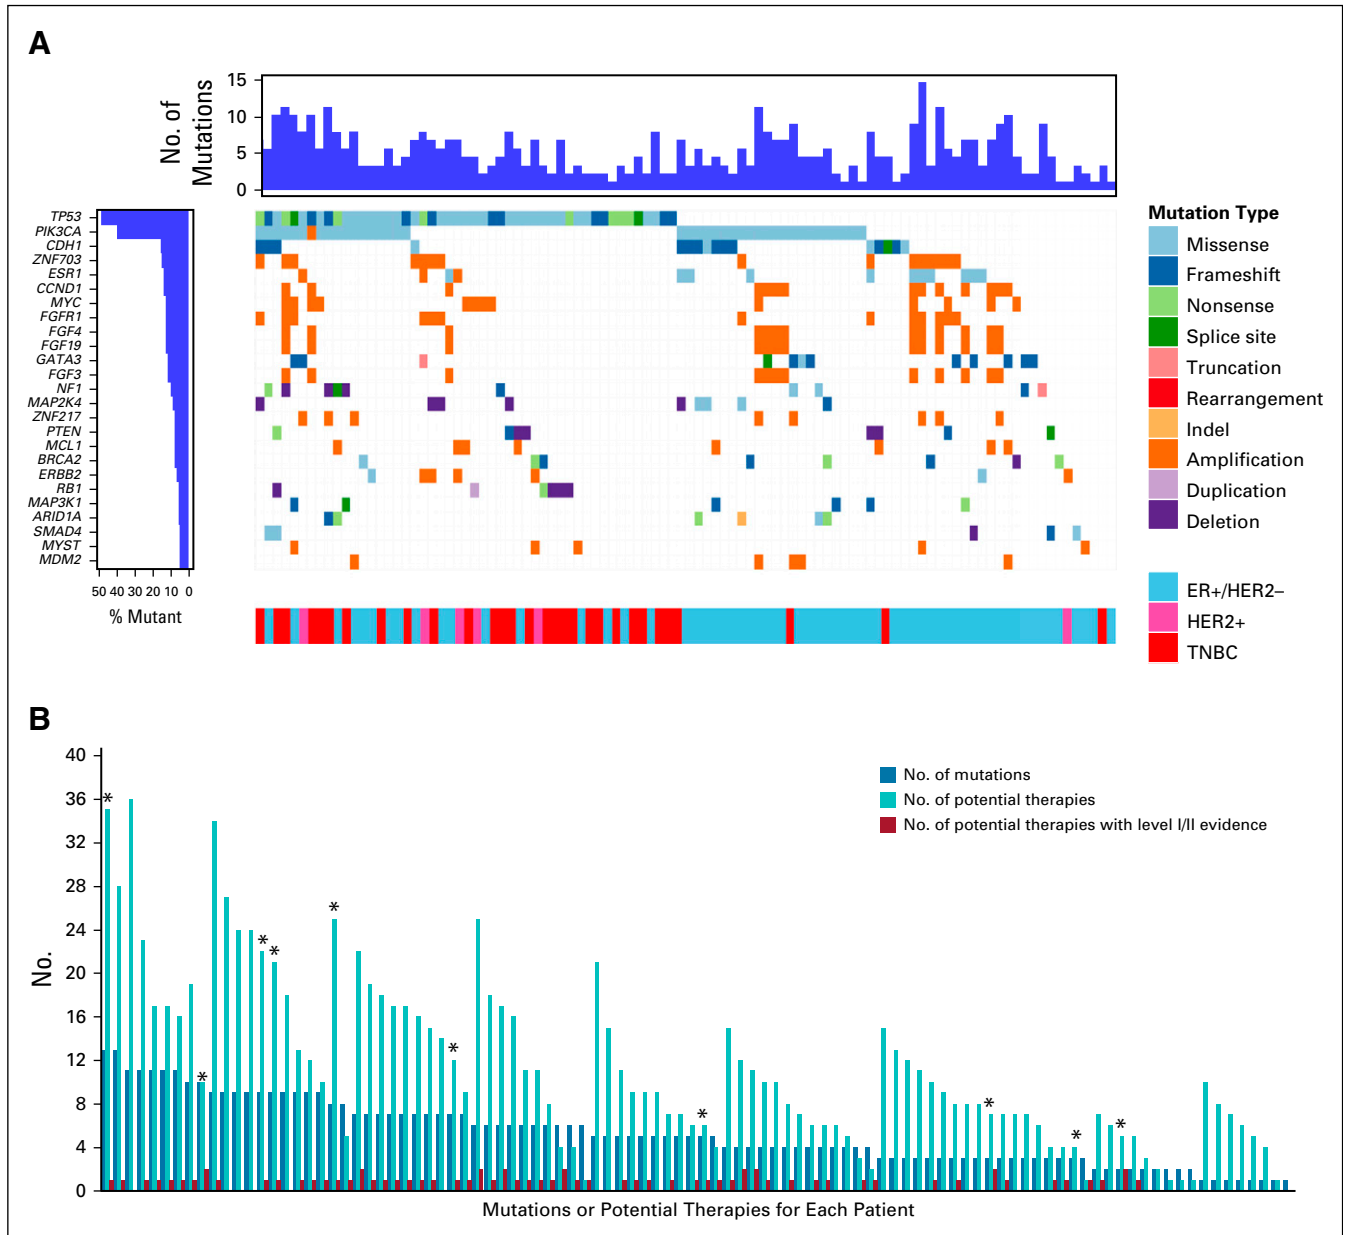 A
No. of
Mutations
15
10
5
0
TP53
PIK3CA
CDH1
ZNF703
ESR1
CCND1
MYC
FGFR1
FGF4
FGF19
GATA3
FGF3
NF1
MAP2K4
ZNF217
PTEN
MCL1
BRCA2
ERBB2
RB1
MAP3K1
ARID1A
SMAD4
MYST
MDM2
50 40 30 20 10 0
% Mutant
Mutation Type
Missense
Frameshift
Nonsense
Splice site
Truncation
Rearrangement
Indel
Amplification
Duplication
Deletion
ER+/HER2–
HER2+
TNBC
B
No.
40
36
32
28
24
20
16
12
8
4
0
* * * * * * * * * *
No. of mutations
No. of potential therapies
No. of potential therapies with level I/II evidence
Mutations or Potential Therapies for Each Patient